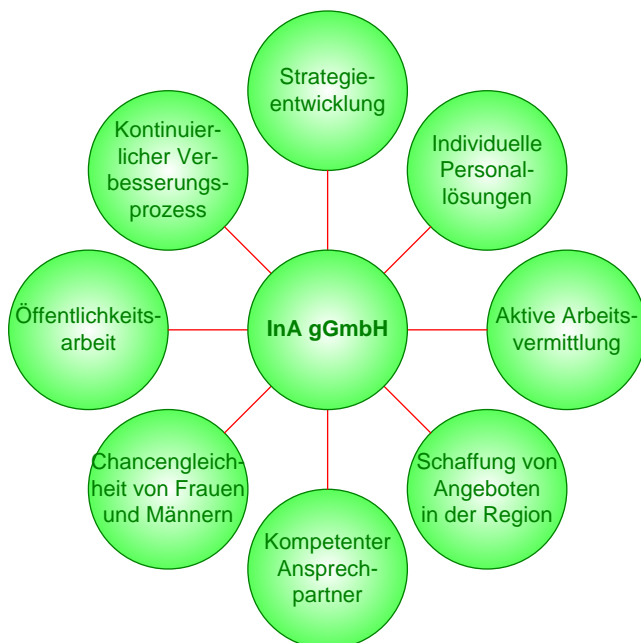 Strategie-
entwicklung
Individuelle
Personal-
lösungen
Aktive Arbeits-
vermittlung
Schaffung von
Angeboten
in der Region
Kompetenter
Ansprech-
partner
Chancengleich-
heit von Frauen
und Männern
Öffentlichkeits-
arbeit
Kontinuier-
licher Ver-
besserungs-
prozess
InA gGmbH